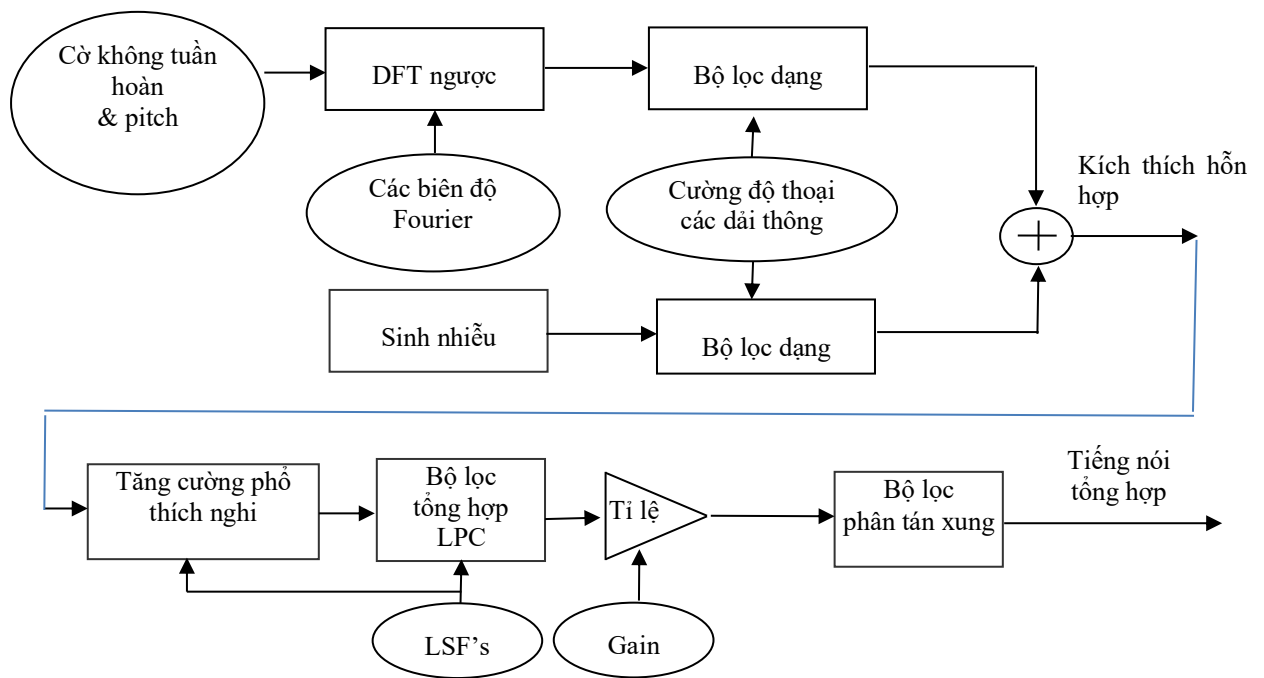 Cờ không tuần
hoàn
& pitch
DFT ngược
Bộ lọc dạng
Các biên độ
Fourier
Cường độ thoại
các dải thông
Kích thích hỗn
hợp
Sinh nhiễu
Bộ lọc dạng
Tăng cường phổ
thích nghi
Bộ lọc
tổng hợp
LPC
Tỉ lệ
Bộ lọc
phân tán xung
Tiếng nói
tổng hợp
LSF's
Gain